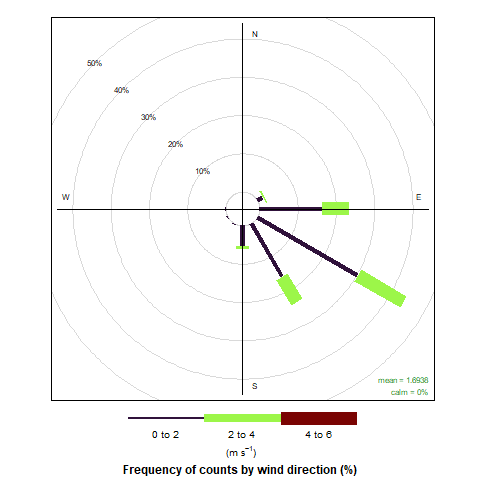 N
50%
40%
30%
20%
10%
W
E
S
mean = 1.6938
calm = 0%
0 to 2
2 to 4
4 to 6
(m s⁻¹)
Frequency of counts by wind direction (%)